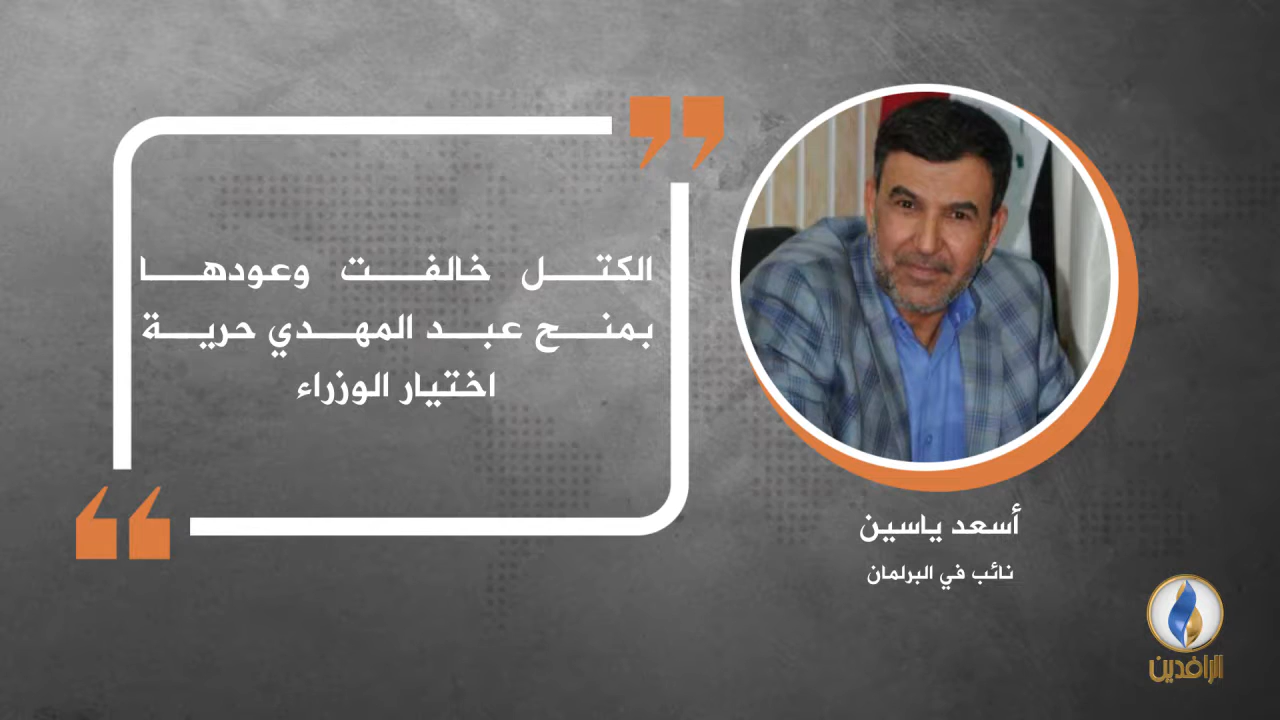 الكتل خالفت وعودها
بمنح عبد المهدي حرية
اختيار الوزراء
أسعد ياسين
نائب في البرلمان
الرافدين